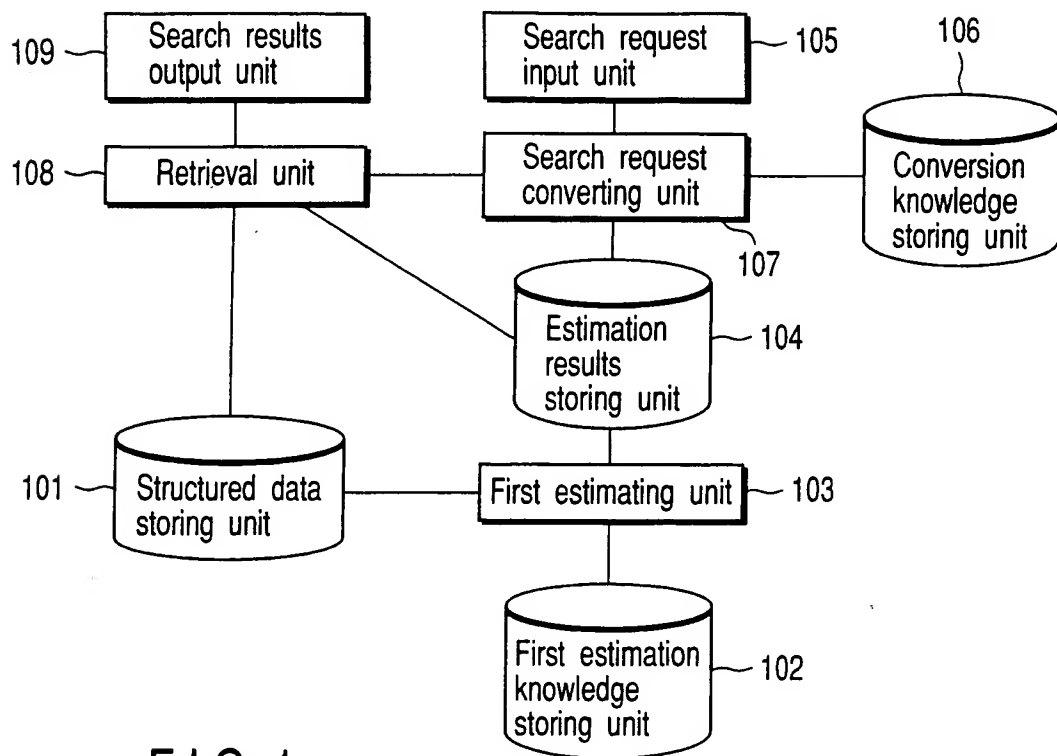 109
Search results
output unit
Search request
input unit
105
106
108
Retrieval unit
Search request
converting unit
107
Conversion
knowledge
storing unit
Estimation
results
storing unit
104
101
Structured data
storing unit
First estimating unit
103
First estimation
knowledge
storing unit
102